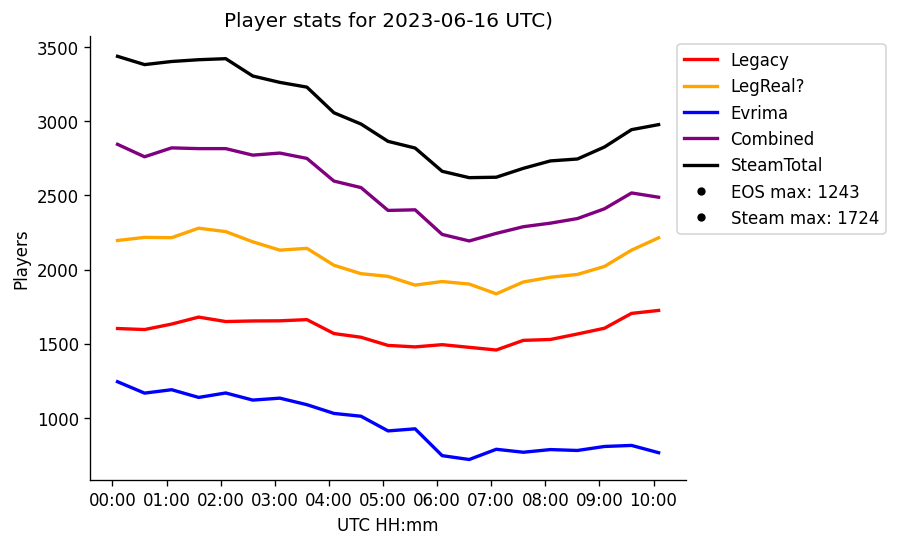 Player stats for 2023-06-16 UTC)
3500
3000
2500
2000
1500
1000
Players
00:00 01:00 02:00 03:00 04:00 05:00 06:00 07:00 08:00 09:00 10:00
UTC HH:mm
Legacy
LegReal?
Evrima
Combined
SteamTotal
EOS max: 1243
Steam max: 1724